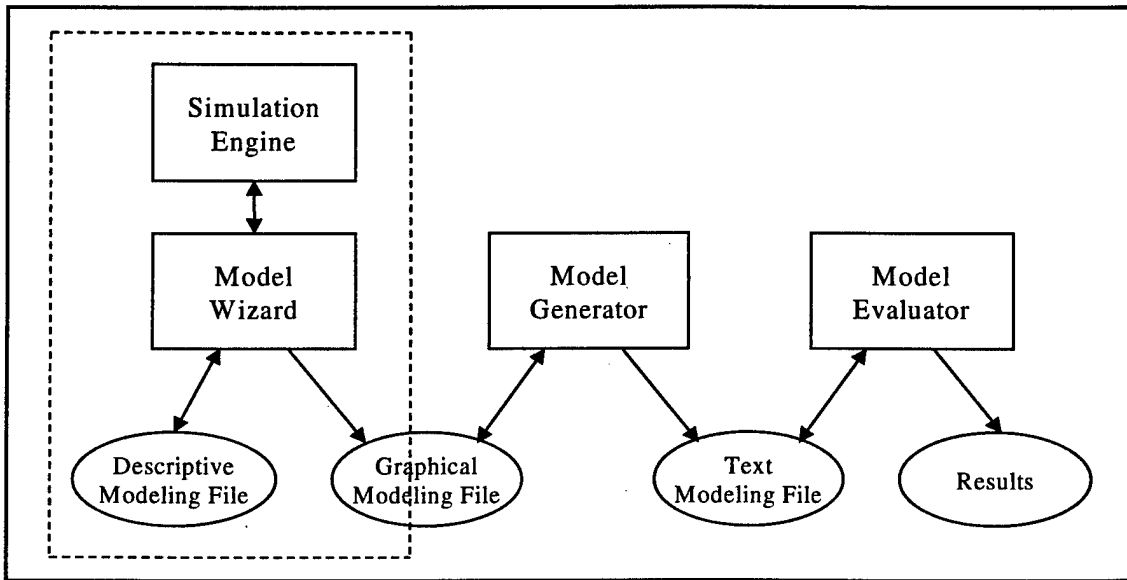 Simulation
Engine
Model
Wizard
Model
Generator
Model
Evaluator
Descriptive
Modeling File
Graphical
Modeling File
Text
Modeling File
Results